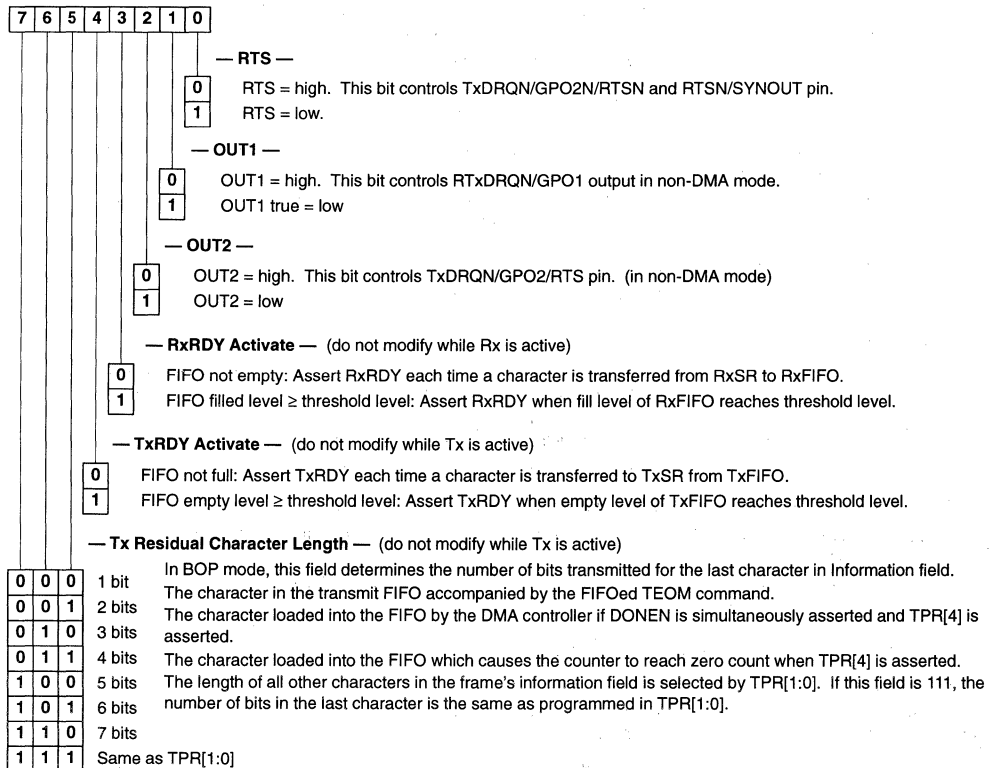 7 6 5 4 3 2 1 0
— RTS —
0 RTS = high. This bit controls TxDRQN/GPO2N/RTSN and RTSN/SYNOUT pin.
1 RTS = low.
— OUT1 —
0 OUT1 = high. This bit controls RTxDRQN/GPO1 output in non-DMA mode.
1 OUT1 true = low
— OUT2 —
0 OUT2 = high. This bit controls TxDRQN/GPO2/RTS pin. (in non-DMA mode)
1 OUT2 = low
— RxRDY Activate — (do not modify while Rx is active)
0 FIFO not empty: Assert RxRDY each time a character is transferred from RxSR to RxFIFO.
1 FIFO filled level ≥ threshold level: Assert RxRDY when fill level of RxFIFO reaches threshold level.
— TxRDY Activate — (do not modify while Tx is active)
0 FIFO not full: Assert TxRDY each time a character is transferred to TxSR from TxFIFO.
1 FIFO empty level ≥ threshold level: Assert TxRDY when empty level of TxFIFO reaches threshold level.
— Tx Residual Character Length — (do not modify while Tx is active)
In BOP mode, this field determines the number of bits transmitted for the last character in Information field.
0 0 0 1 bit
The character in the transmit FIFO accompanied by the FIFOed TEOM command.
0 0 1 2 bits
The character loaded into the FIFO by the DMA controller if DONEN is simultaneously asserted and TPR[4] is
0 1 0 3 bits
asserted.
0 1 1 4 bits
The character loaded into the FIFO which causes the counter to reach zero count when TPR[4] is asserted.
1 0 0 5 bits
The length of all other characters in the frame's information field is selected by TPR[1:0]. If this field is 111, the
1 0 1 6 bits
number of bits in the last character is the same as programmed in TPR[1:0].
1 1 0 7 bits
1 1 1 Same as TPR[1:0]